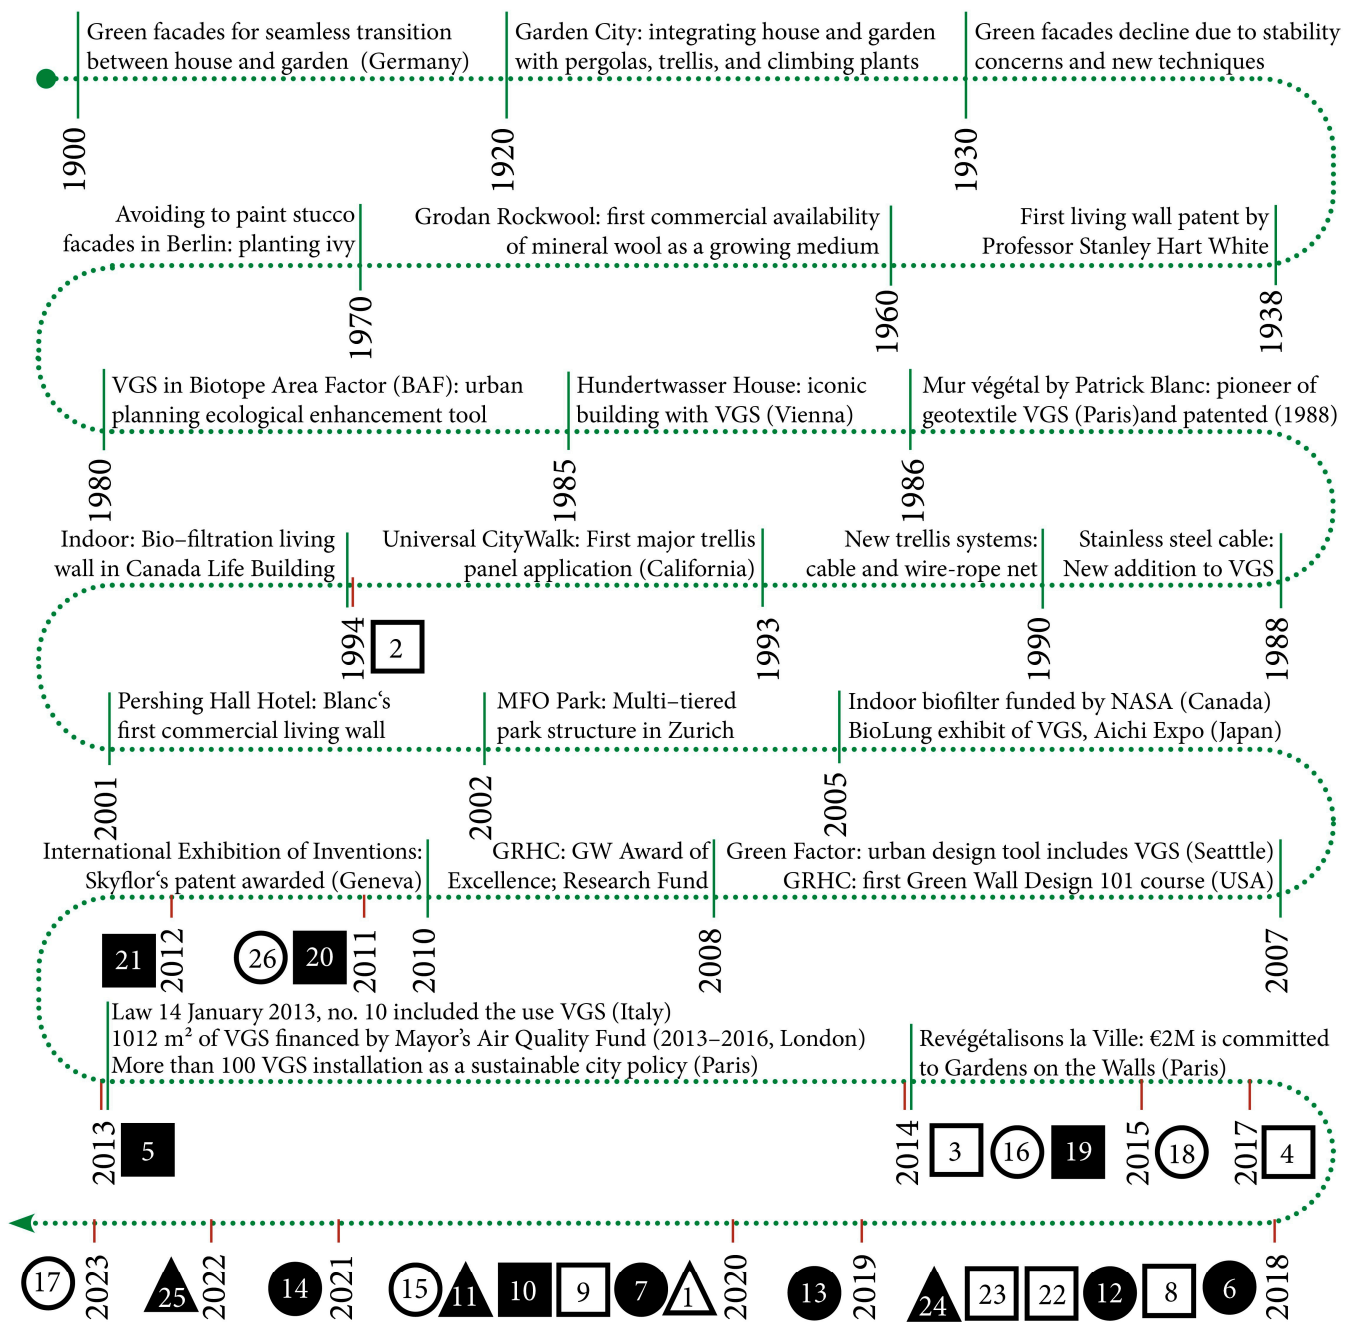 Green facades for seamless transition
between house and garden (Germany)
Garden City: integrating house and garden
with pergolas, trellis, and climbing plants
Green facades decline due to stability
concerns and new techniques
1900
1920
1930
Avoiding to paint stucco
facades in Berlin: planting ivy
Grodan Rockwool: first commercial availability
of mineral wool as a growing medium
First living wall patent by
Professor Stanley Hart White
1970
1960
1938
VGS in Biotope Area Factor (BAF): urban
planning ecological enhancement tool
Hundertwasser House: iconic
building with VGS (Vienna)
Mur végétal by Patrick Blanc: pioneer of
geotextile VGS (Paris)and patented (1988)
1980
1985
1986
Indoor: Bio–filtration living
wall in Canada Life Building
Universal CityWalk: First major trellis
panel application (California)
New trellis systems:
cable and wire-rope net
Stainless steel cable:
New addition to VGS
1994
2
1993
1990
1988
Pershing Hall Hotel: Blanc‘s
first commercial living wall
MFO Park: Multi–tiered
park structure in Zurich
Indoor biofilter funded by NASA (Canada)
BioLung exhibit of VGS, Aichi Expo (Japan)
2001
2002
2005
International Exhibition of Inventions:
Skyflor‘s patent awarded (Geneva)
GRHC: GW Award of
Excellence; Research Fund
Green Factor: urban design tool includes VGS (Seatttle)
GRHC: first Green Wall Design 101 course (USA)
21
2012
26
20
2011
2010
2008
2007
Law 14 January 2013, no. 10 included the use VGS (Italy)
1012 m² of VGS financed by Mayor’s Air Quality Fund (2013–2016, London)
More than 100 VGS installation as a sustainable city policy (Paris)
Revégétalisons la Ville: €2M is committed
to Gardens on the Walls (Paris)
2013
5
2014
3
16
19
2015
18
2017
4
17
2023
25
2022
14
2021
15
11
10
9
7
1
2020
13
2019
24
23
22
12
8
6
2018